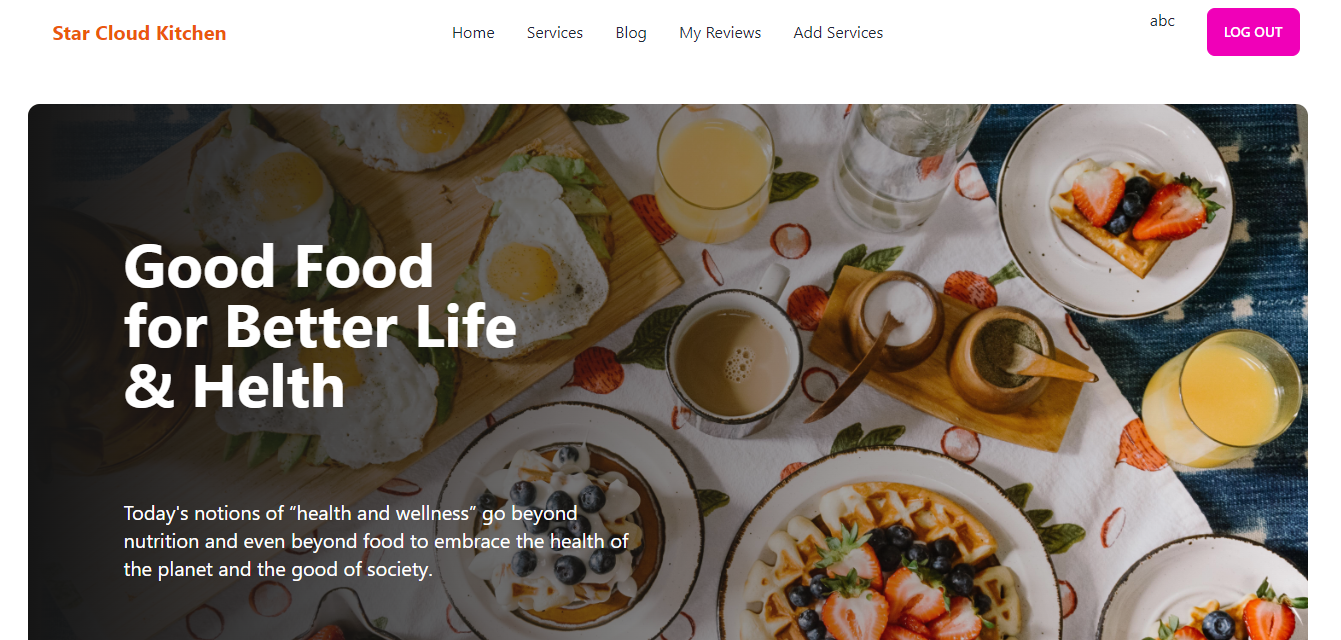 Star Cloud Kitchen
Home Services Blog My Reviews Add Services
abc
LOG OUT
Good Food
for Better Life
& Helth
Today's notions of “health and wellness” go beyond
nutrition and even beyond food to embrace the health of
the planet and the good of society.